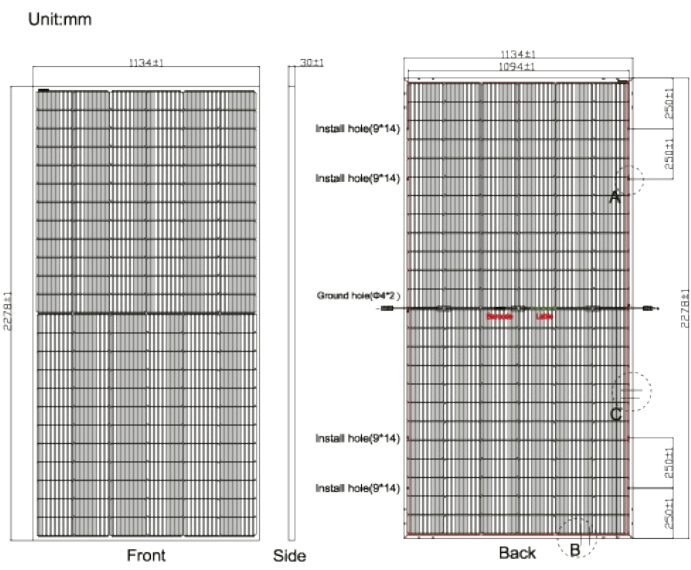 Unit:mm
1134±1
30±1
1134±1
1094±1
250±1
Install hole(9*14)
250±1
Install hole(9*14)
A
Ground hole(Φ4*2)
2278±1
2278±1
C
Install hole(9*14)
250±1
Install hole(9*14)
250±1
B
Front
Side
Back